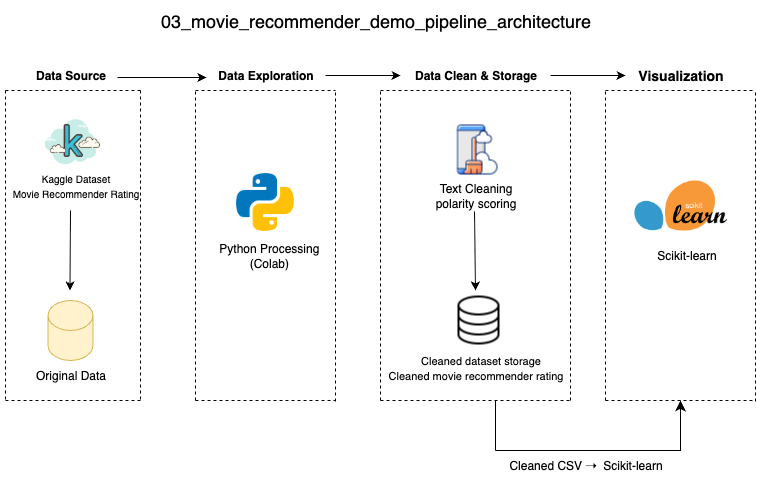 03_movie_recommender_demo_pipeline_architecture
Data Source
Data Exploration
Data Clean & Storage
Visualization
k
Kaggle Dataset
Movie Recommender Rating
Original Data
Python Processing
(Colab)
Text Cleaning
polarity scoring
Cleaned dataset storage
Cleaned movie recommender rating
scikit
learn
Scikit-learn
Cleaned CSV → Scikit-learn